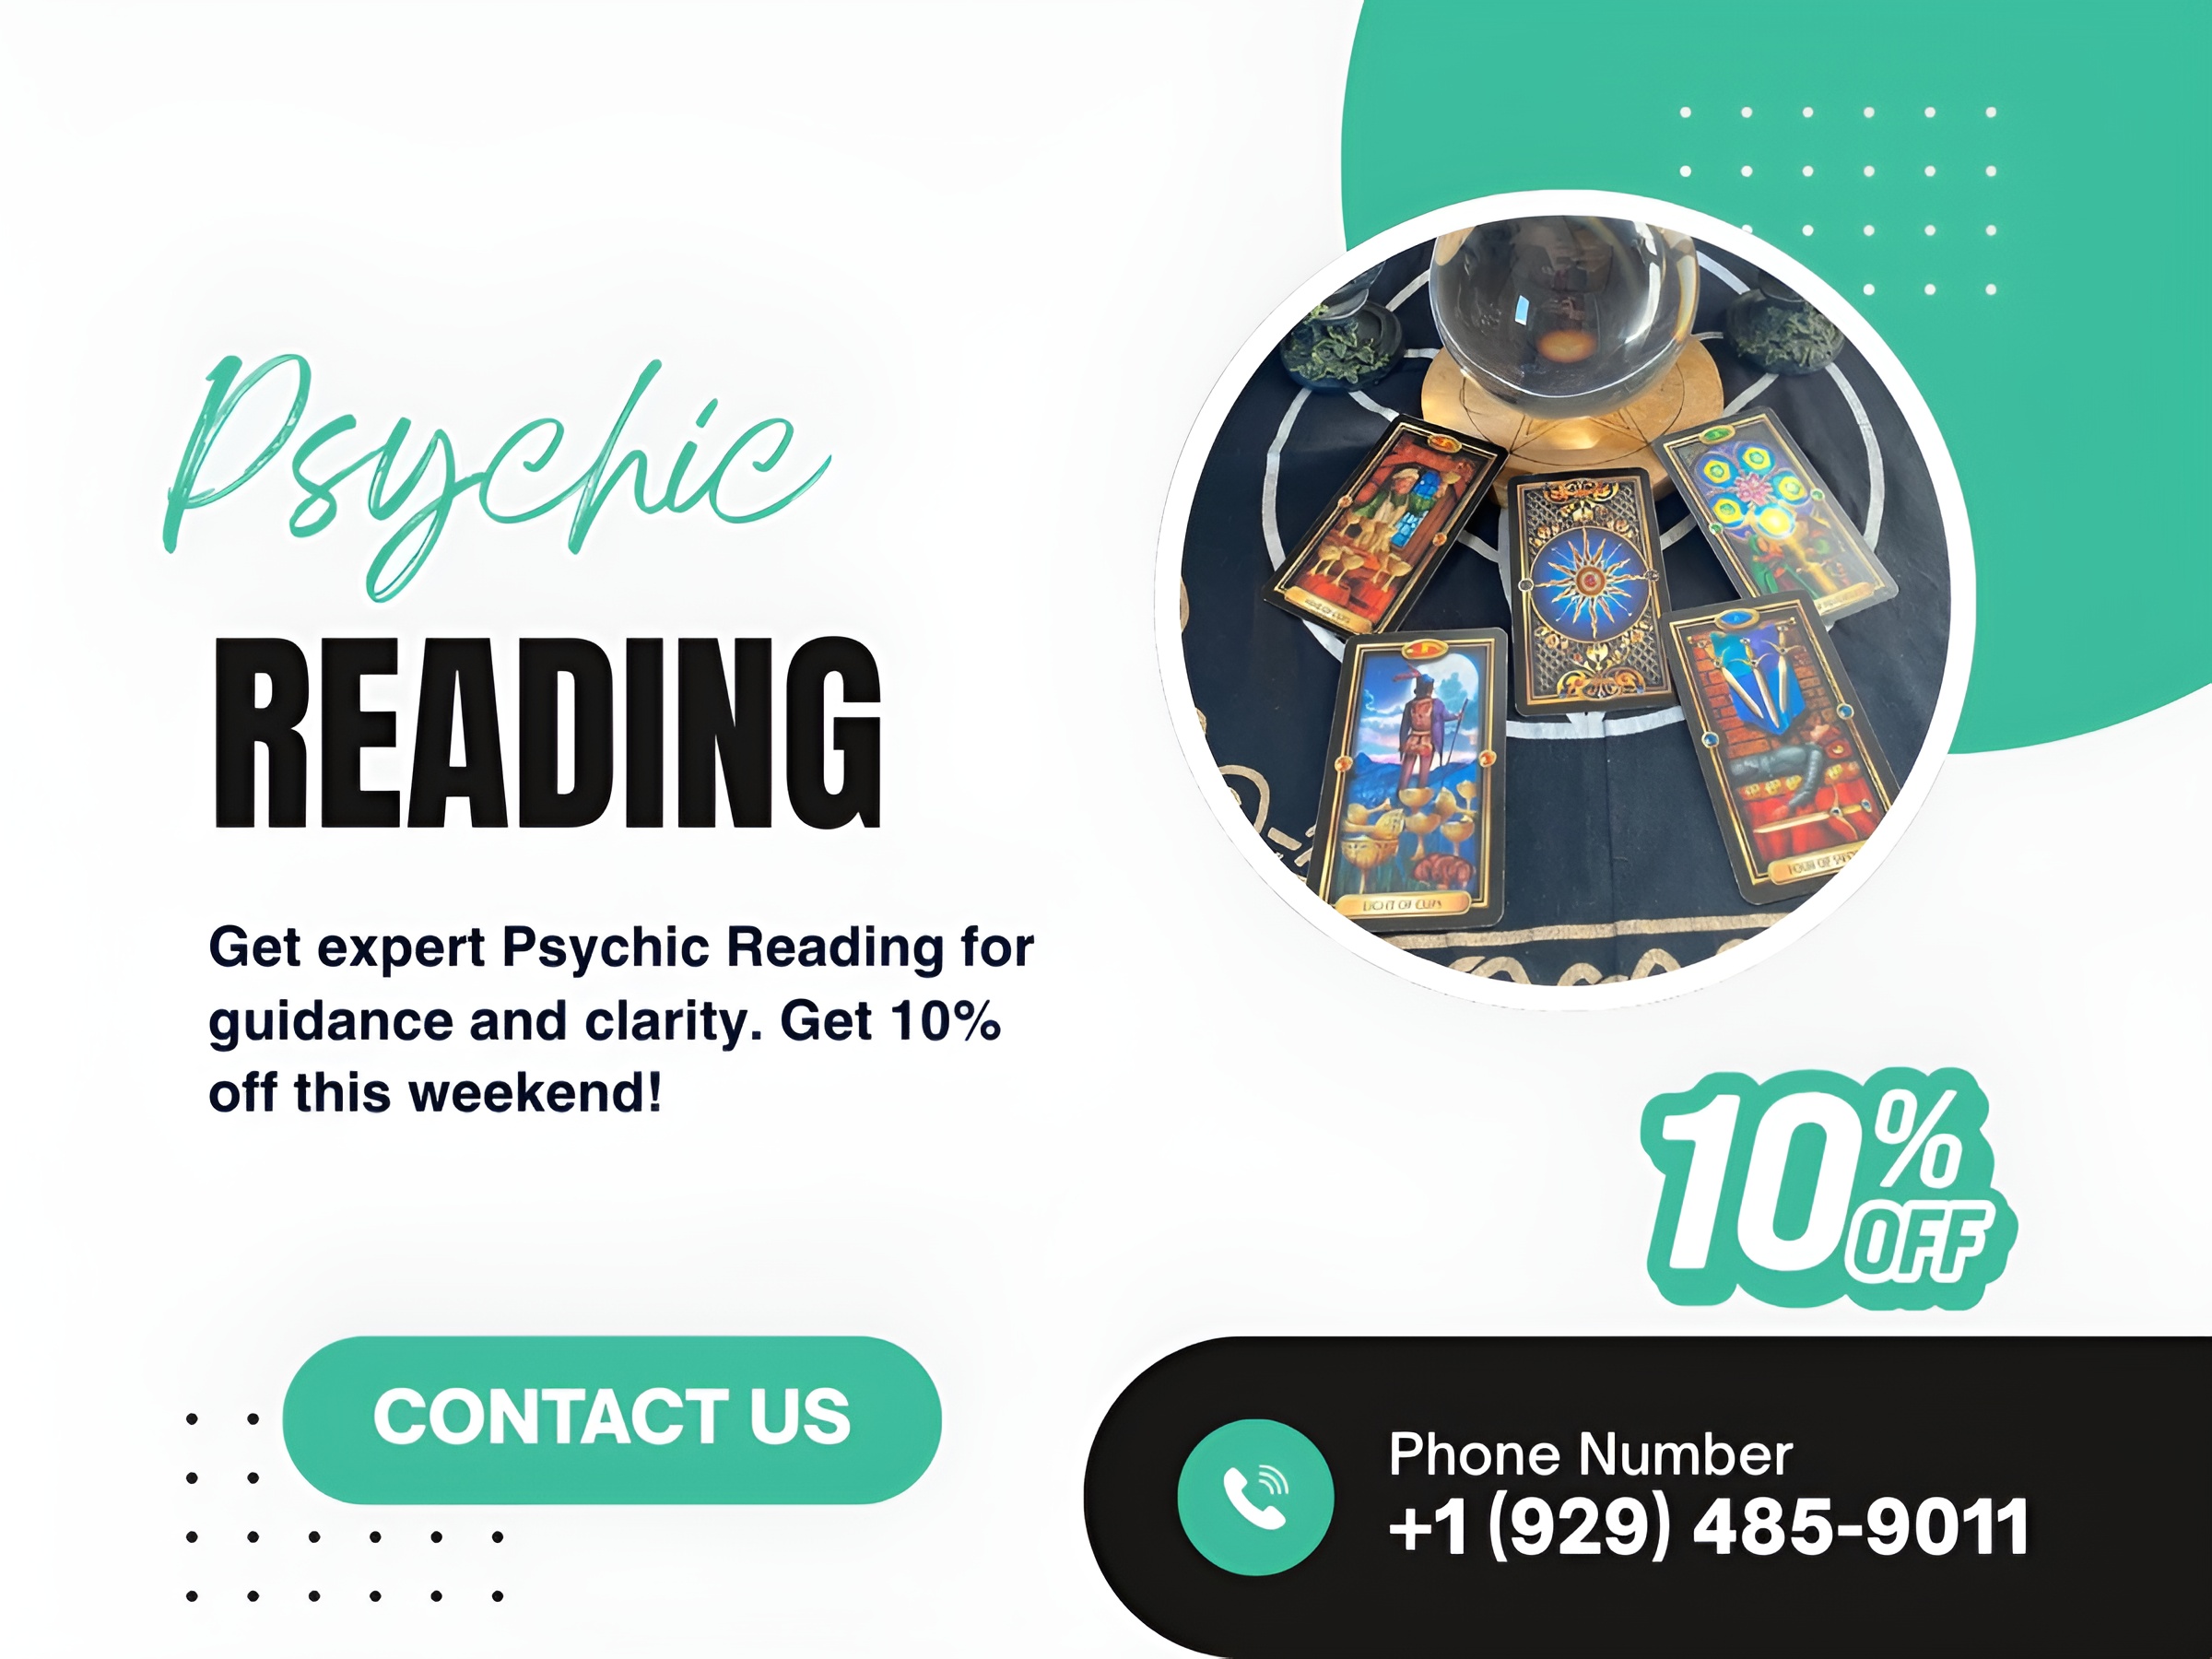 Psychic
READING
Get expert Psychic Reading for
guidance and clarity. Get 10%
off this weekend!
10%
OFF
CONTACT US
Phone Number
+1 (929) 485-9011